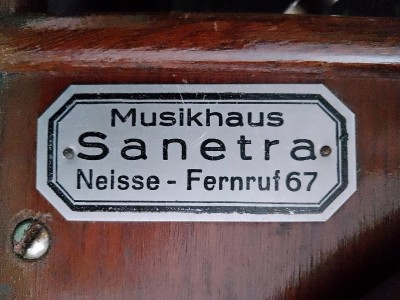 Musikhaus
Sanetra
Neisse - Fernruf 67